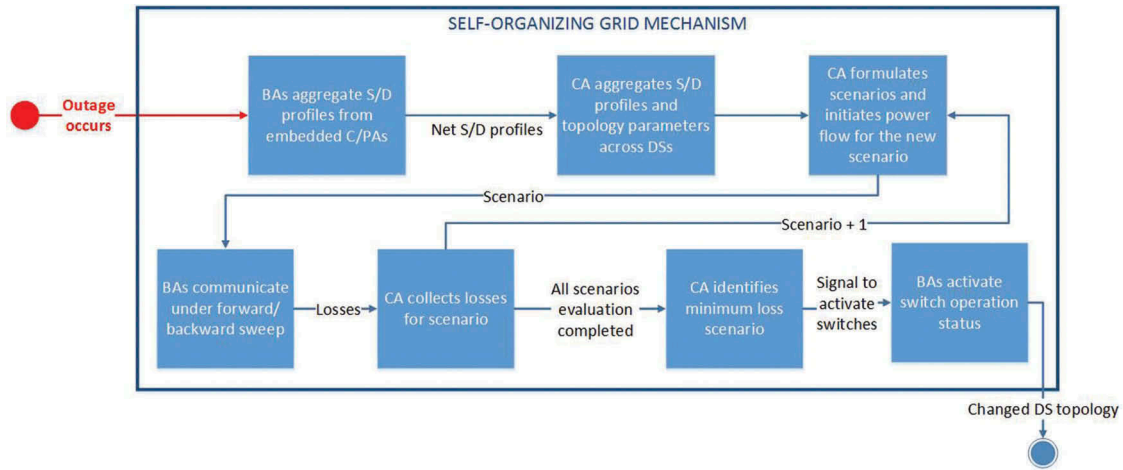 SELF-ORGANIZING GRID MECHANISM
Outage
occurs
BAs aggregate S/D
profiles from
embedded C/PAs
Net S/D profiles
CA aggregates S/D
profiles and
topology parameters
across DSs
CA formulates
scenarios and
initiates power
flow for the new
scenario
Scenario
Scenario + 1
BAs communicate
under forward/
backward sweep
Losses
CA collects losses
for scenario
All scenarios
evaluation
completed
CA identifies
minimum loss
scenario
Signal to
activate
switches
BAs activate
switch operation
status
Changed DS topology